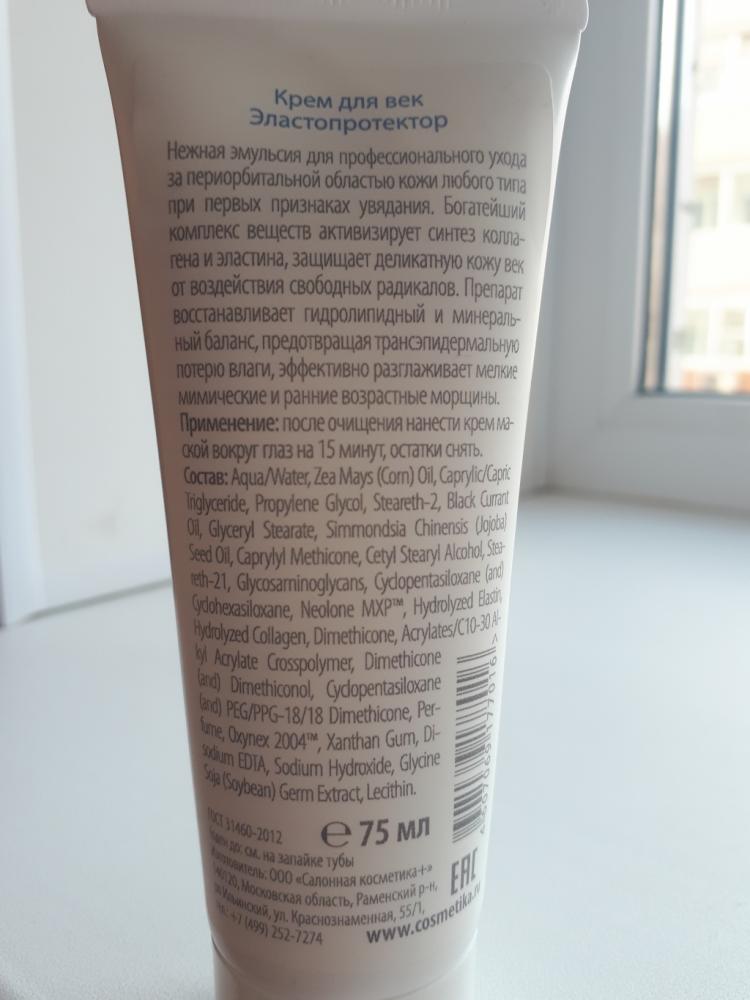 Крем для век
Эластопротектор
Нежная эмульсия для профессионального ухода
за периорбитальной областью кожи любого типа
при первых признаках увядания. Богатейший
комплекс веществ активизирует синтез колла-
гена и эластина, защищает деликатную кожу век
от воздействия свободных радикалов. Препарат
восстанавливает гидролипидный и минераль-
ный баланс, предотвращая трансэпидермальную
потерю влаги, эффективно разглаживает мелкие
мимические и ранние возрастные морщины.
Применение: после очищения нанести крем ма-
ской вокруг глаз на 15 минут, остатки снять.
Состав: Aqua/Water, Zea Mays (Corn) Oil, Caprylic/Capric
Triglyceride, Propylene Glycol, Steareth-2, Black Currant
Oil, Glyceryl Stearate, Simmondsia Chinensis (Jojoba)
Seed Oil, Caprylyl Methicone, Cetyl Stearyl Alcohol, Stea-
reth-21, Glycosaminoglycans, Cyclopentasiloxane (and)
Cyclohexasiloxane, Neolone MXP™, Hydrolyzed Elastin,
Hydrolyzed Collagen, Dimethicone, Acrylates/C10-30 Al-
kyl Acrylate Crosspolymer, Dimethicone
(and) Dimethiconol, Cyclopentasiloxane
(and) PEG/PPG-18/18 Dimethicone, Per-
fume, Oxynex 2004™, Xanthan Gum, Di-
sodium EDTA, Sodium Hydroxide, Glycine
Soja (Soybean) Germ Extract, Lecithin.
ГОСТ 31460-2012
℮ 75 мл
Годен до: см. на запайке тубы
Изготовитель: ООО «Салонная косметика+»
140120, Московская область, Раменский р-н,
Ильинский, ул. Краснознаменная, 55/1,
тел.: +7 (499) 252-7274
www.cosmetika.ru
EAC